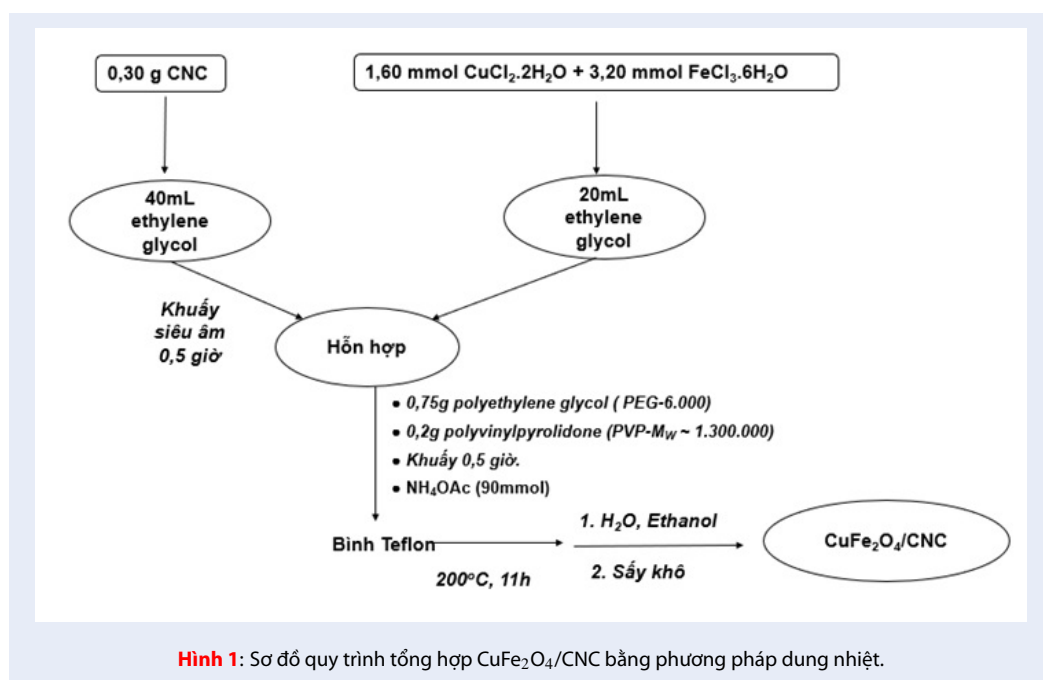 0,30 g CNC
1,60 mmol CuCl₂.2H₂O + 3,20 mmol FeCl₃.6H₂O
40mL
ethylene
glycol
20mL
ethylene
glycol
Khuấy
siêu âm
0,5 giờ
Hỗn hợp
• 0,75g polyethylene glycol ( PEG-6.000)
• 0,2g polyvinylpyrolidone (PVP-M_W ~ 1.300.000)
• Khuấy 0,5 giờ.
• NH₄OAc (90mmol)
Bình Teflon
200°C, 11h
1. H₂O, Ethanol
2. Sấy khô
CuFe₂O₄/CNC
Hình 1: Sơ đồ quy trình tổng hợp CuFe₂O₄/CNC bằng phương pháp dung nhiệt.